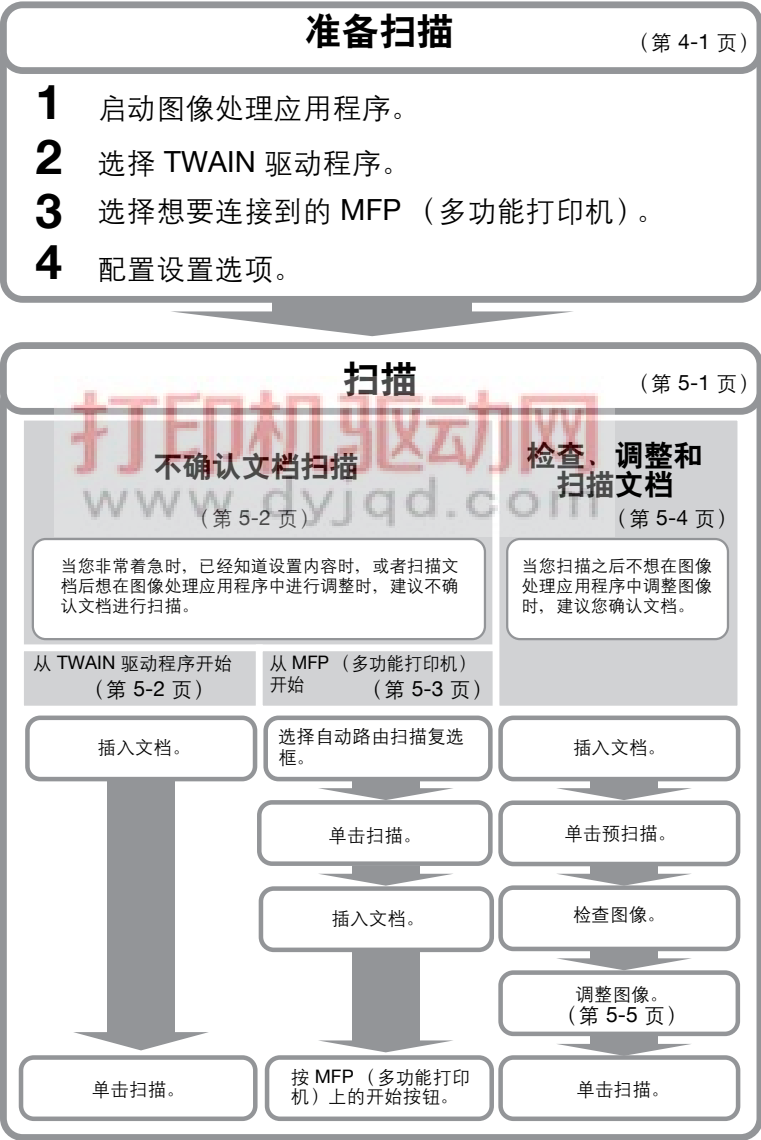 准备扫描
（第 4-1 页）
1 启动图像处理应用程序。
2 选择 TWAIN 驱动程序。
3 选择想要连接到的 MFP （多功能打印机）。
4 配置设置选项。
扫描
（第 5-1 页）
打印机驱动网
www.dyjqd.com
不确认文档扫描
（第 5-2 页）
当您非常着急时，已经知道设置内容时，或者扫描文
档后想在图像处理应用程序中进行调整时，建议不确
认文档进行扫描。
检查、调整和
扫描文档
（第 5-4 页）
当您扫描之后不想在图像
处理应用程序中调整图像
时，建议您确认文档。
从 TWAIN 驱动程序开始
（第 5-2 页）
从 MFP （多功能打印机）
开始 （第 5-3 页）
插入文档。
单击扫描。
选择自动路由扫描复选
框。
单击扫描。
插入文档。
按 MFP （多功能打印
机）上的开始按钮。
插入文档。
单击预扫描。
检查图像。
调整图像。
（第 5-5 页）
单击扫描。